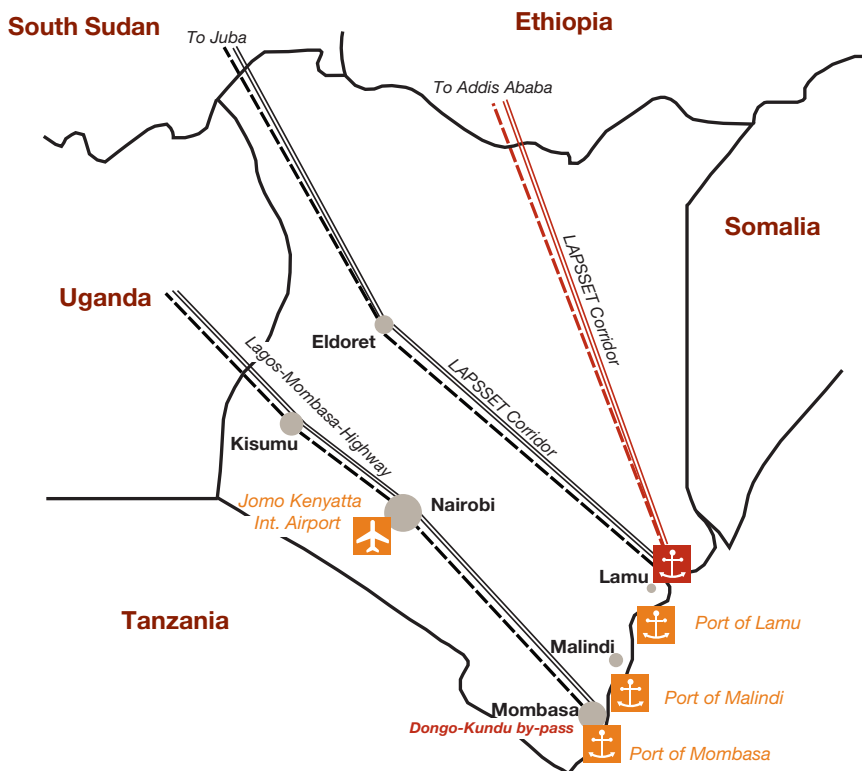 South Sudan
Ethiopia
To Juba
To Addis Ababa
Somalia
LAPSSET Corridor
Uganda
Eldoret
LAPSSET Corridor
Lagos-Mombasa-Highway
Kisumu
Jomo Kenyatta
Int. Airport
Nairobi
Lamu
Tanzania
Port of Lamu
Malindi
Port of Malindi
Mombasa
Dongo-Kundu by-pass
Port of Mombasa